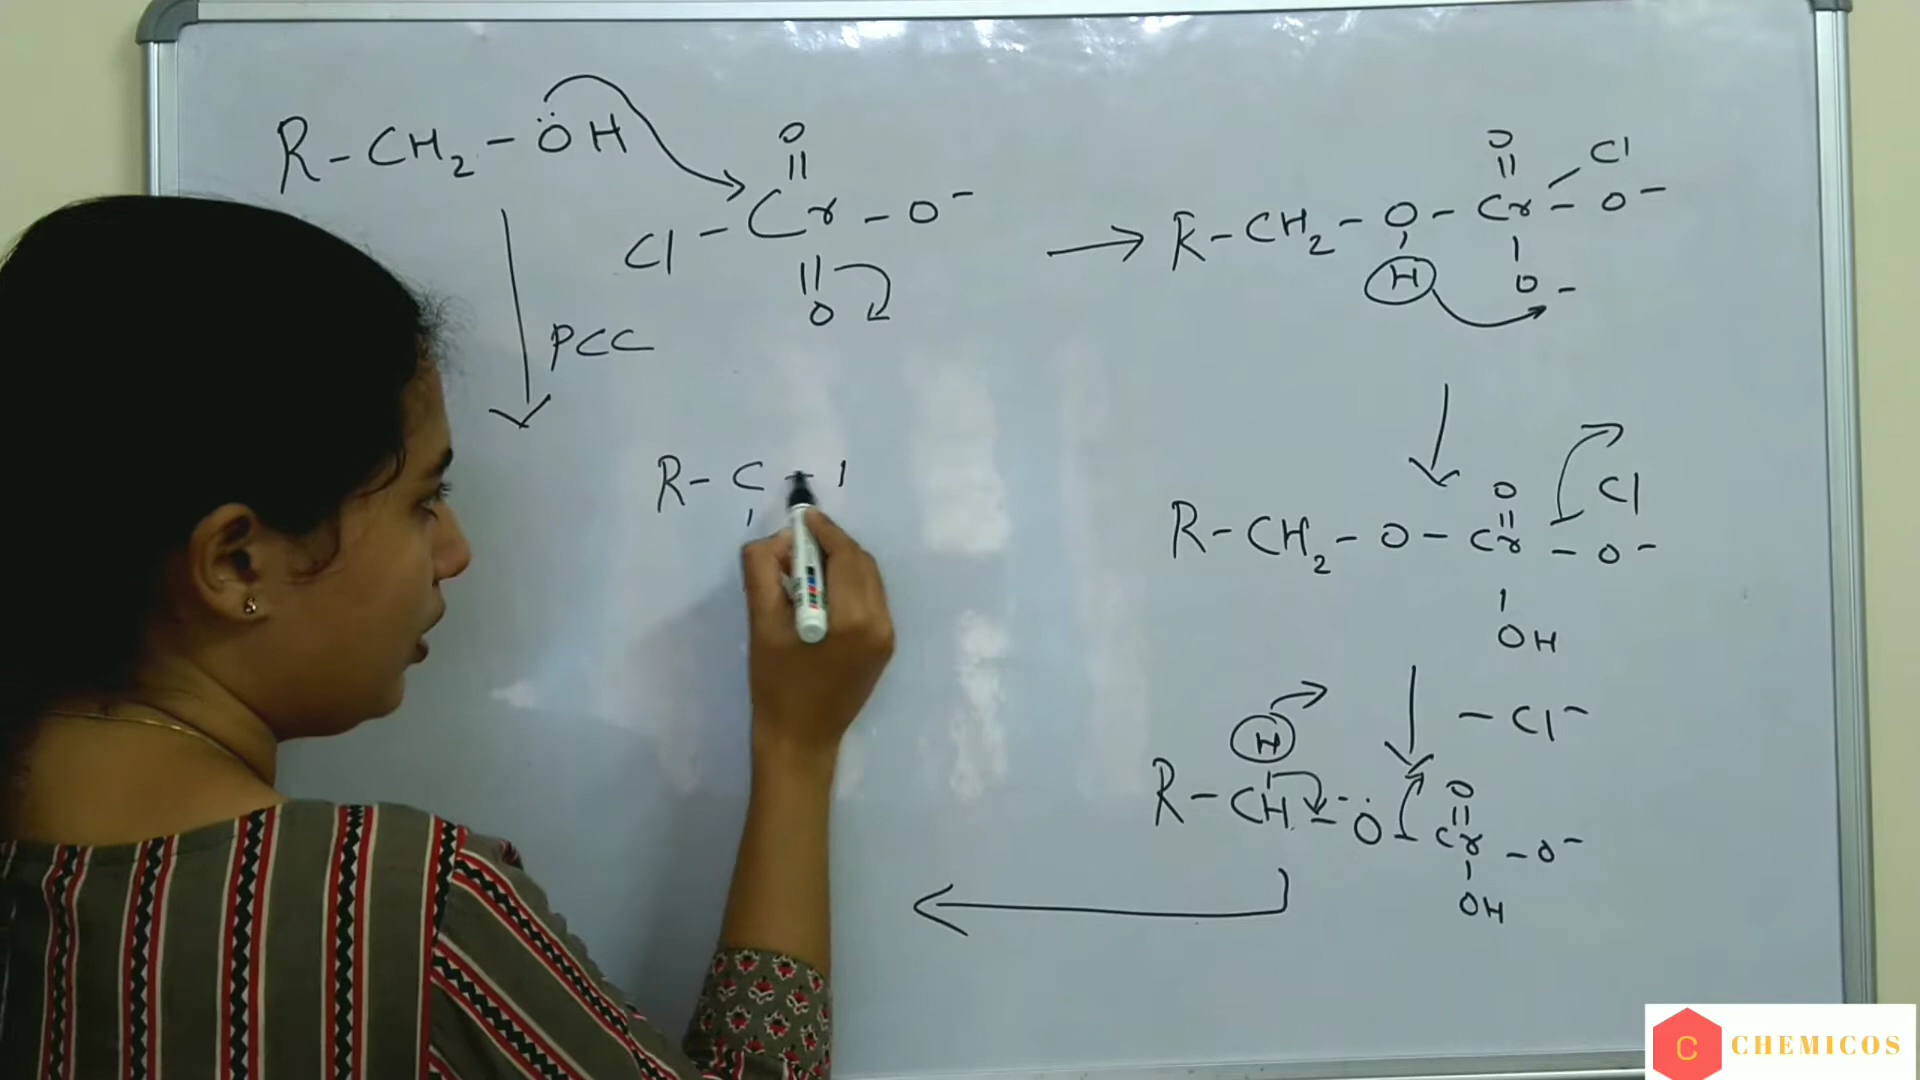 R - CH2 - ÖH
O
||
Cl - Cr - O⁻
||
O
PCC
R - C - 
O
||
Cl
R - CH2 - O - Cr - O⁻
H
O -
O
||
Cl
R - CH2 - O - Cr - O⁻
OH
- Cl⁻
H
O
||
R - CH - Ö - Cr - O⁻
OH
C CHEMICOS